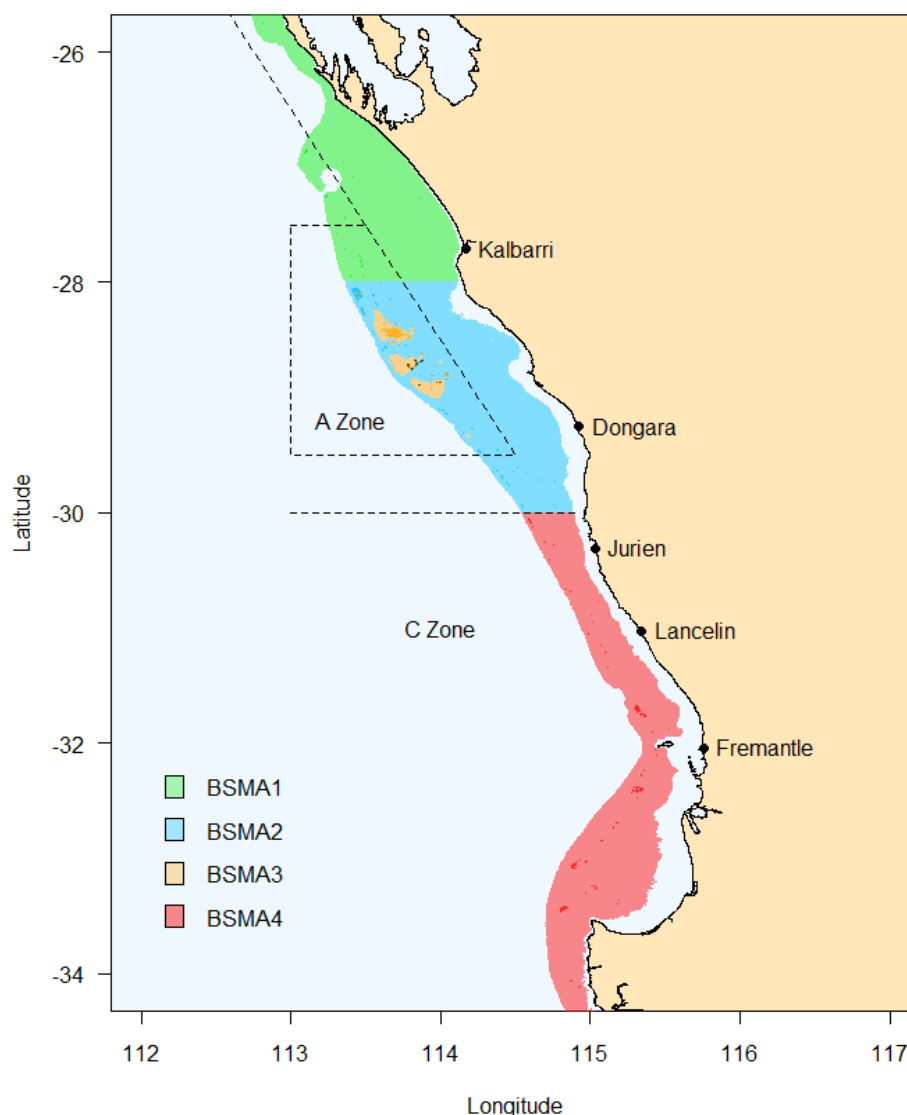 -26
Kalbarri
-28
A Zone
Dongara
Latitude
-30
Jurien
C Zone
Lancelin
-32
Fremantle
BSMA1
BSMA2
BSMA3
BSMA4
-34
112 113 114 115 116 117
Longitude